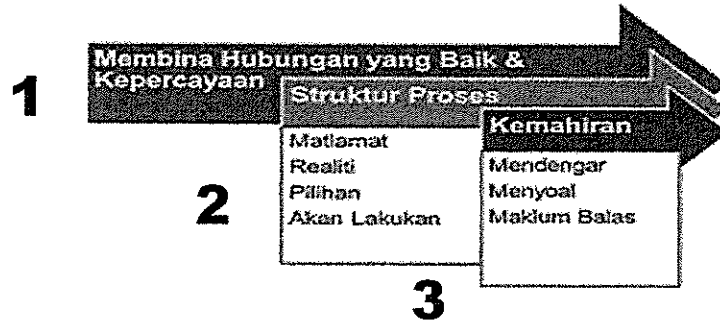 1
Membina Hubungan yang Baik &
Kepercayaan
Struktur Proses
Kemahiran
2
Matlamat
Realiti
Pilihan
Akan Lakukan
Mendengar
Menyoal
Maklum Balas
3